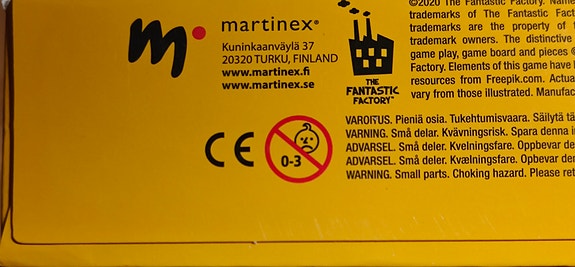 m
martinex®
Kuninkaanväylä 37
20320 TURKU, FINLAND
www.martinex.fi
www.martinex.se
THE
FANTASTIC
FACTORY™
©2020 The Fantastic Factory. Name
trademarks of The Fantastic Fact
trademarks are the property of t
trademark owners. The distinctive
game play, game board and pieces
Factory. Elements of this game have
resources from Freepik.com. Actua
vary from those illustrated. Manufac
CE
0-3
VAROITUS. Pieniä osia. Tukehtumisvaara. Säilytä tä
VARNING. Små delar. Kvävningsrisk. Spara denna i
ADVARSEL. Små deler. Kvelningsfare. Oppbevar de
ADVARSEL. Små dele. Kvælningsfare. Opbevar de
WARNING. Small parts. Choking hazard. Please ret